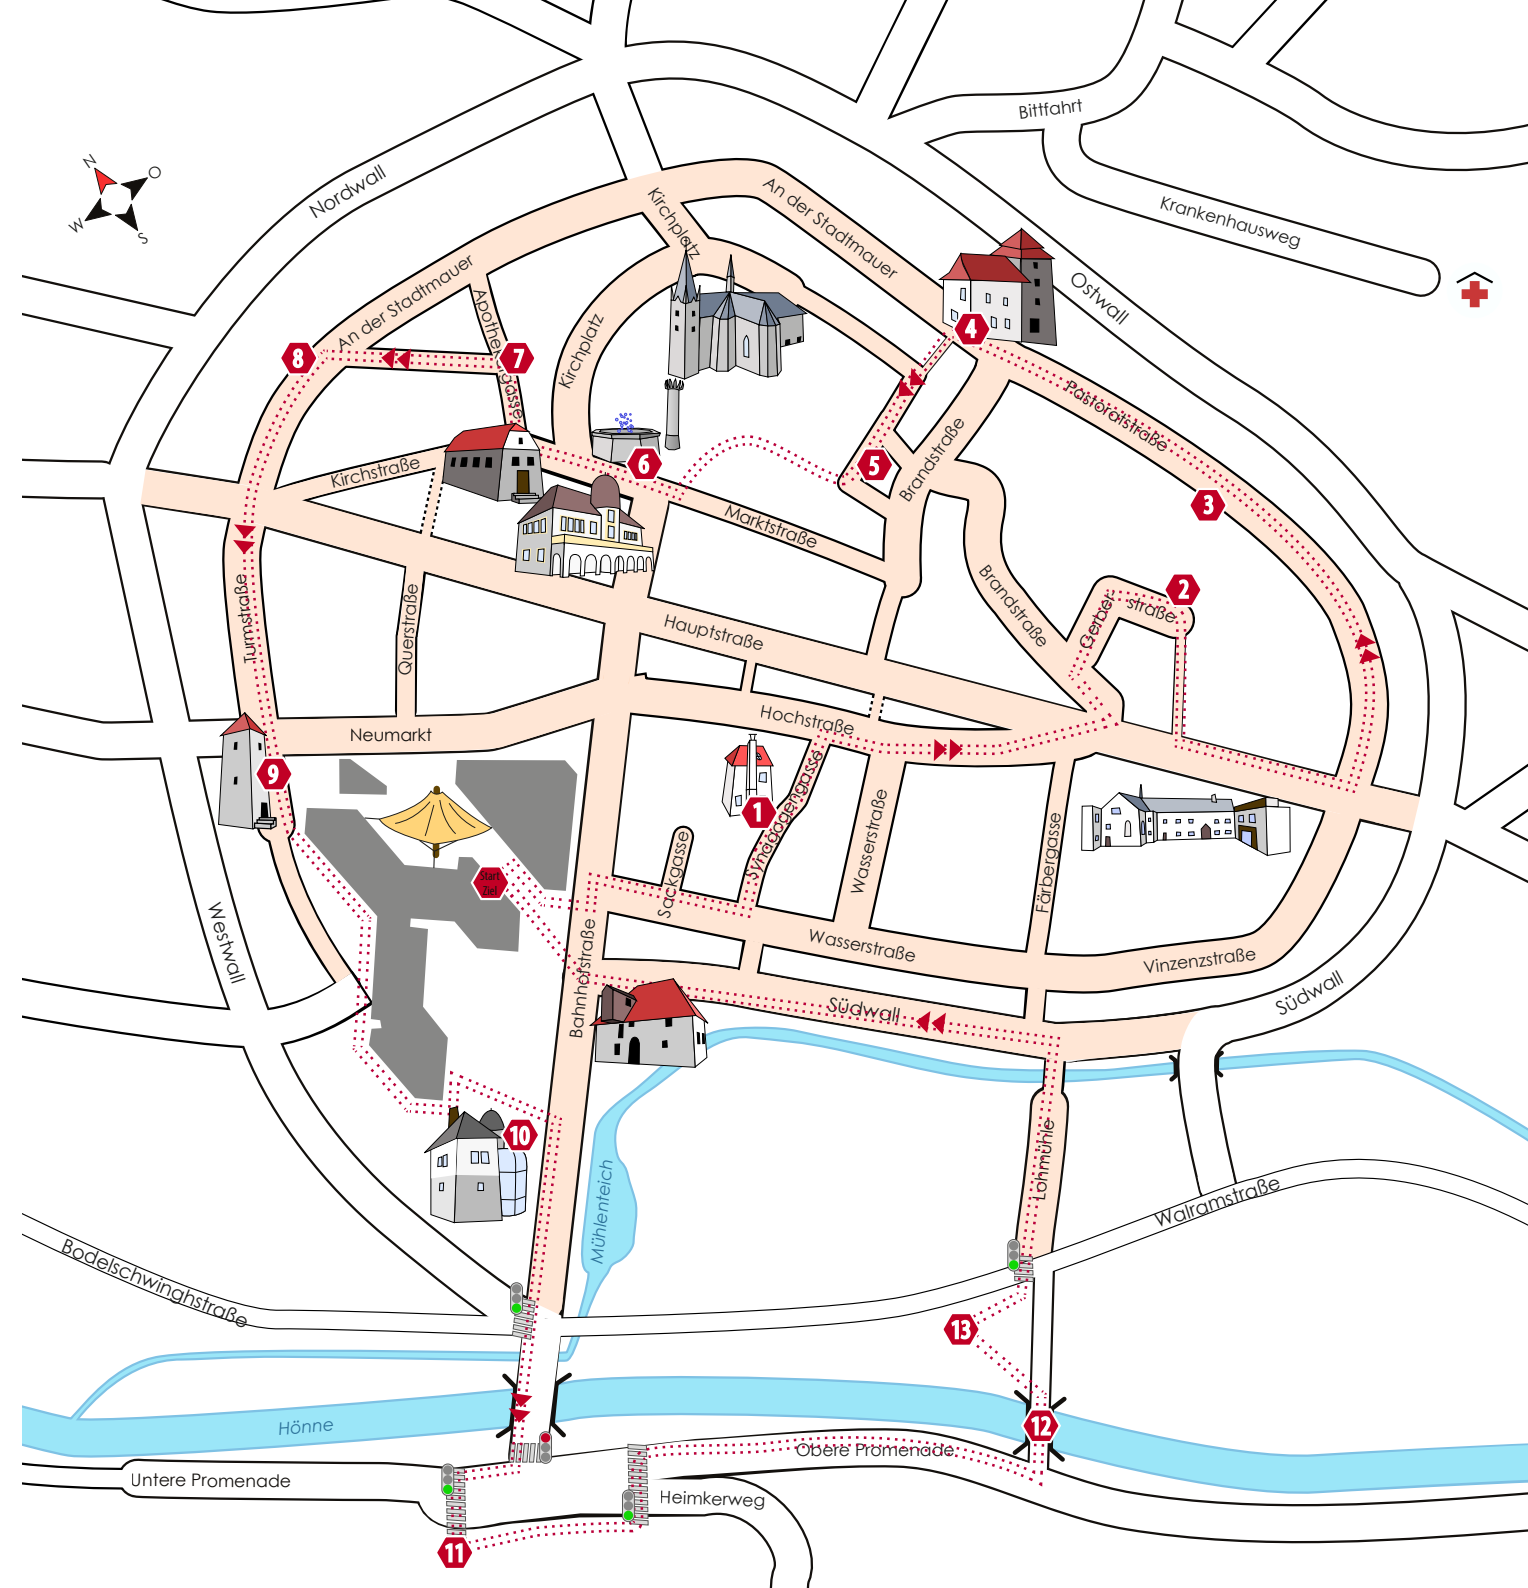 Bittfahrt
N
O
W
S
Nordwall
An der Stadtmauer
Kirchplatz
Krankenhausweg
Ostwall
An der Stadtmauer
Apothekergasse
Kirchplatz
4
8
7
Pastoratstraße
Kirchstraße
6
5
Brandstraße
3
Marktstraße
Turmstraße
Querstraße
Brandstraße
Gerber
straße
2
Hauptstraße
Hochstraße
Neumarkt
9
1
Synagogengasse
Sackgasse
Wasserstraße
Färbergasse
Start
Ziel
Westwall
Bahnhofstraße
Wasserstraße
Vinzenzstraße
Südwall
Südwall
10
Mühlenteich
Lohmühle
Walramstraße
Bodelschwinghstraße
13
Hönne
12
Obere Promenade
Untere Promenade
Heimkerweg
11